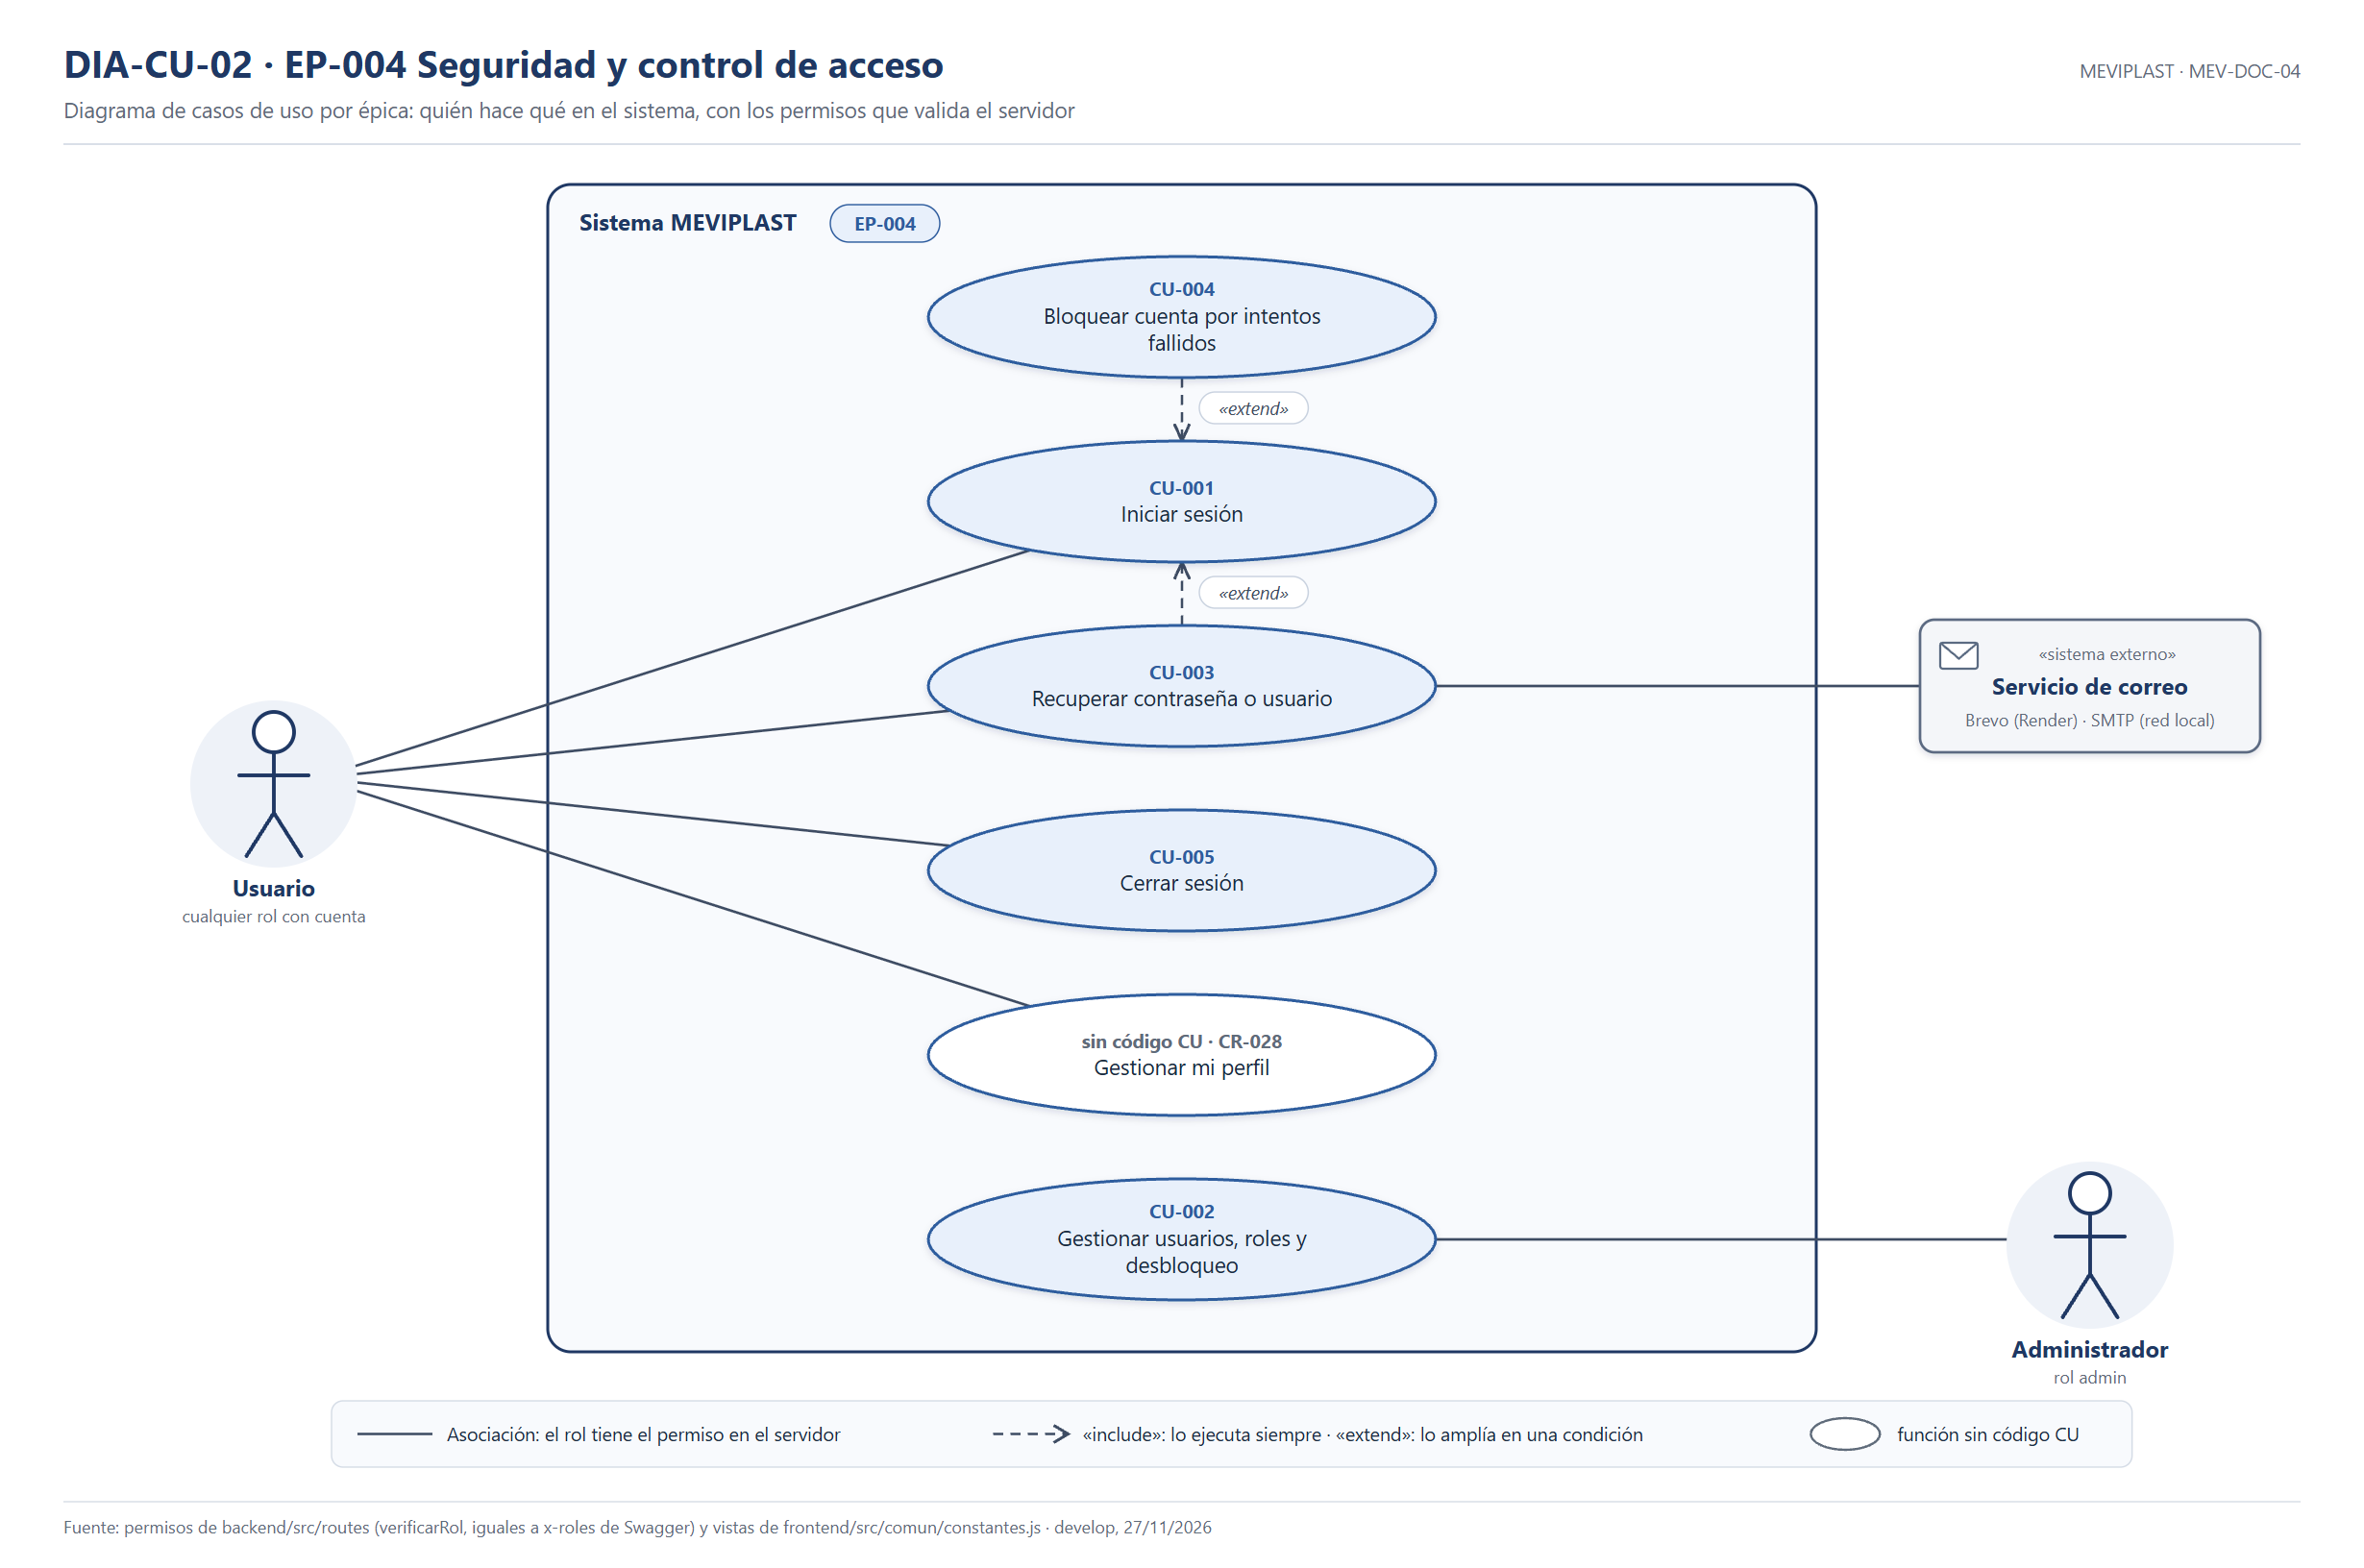 DIA-CU-02 · EP-004 Seguridad y control de acceso
MEVIPLAST · MEV-DOC-04
Diagrama de casos de uso por épica: quién hace qué en el sistema, con los permisos que valida el servidor
Sistema MEVIPLAST
EP-004
CU-004
Bloquear cuenta por intentos
fallidos
«extend»
CU-001
Iniciar sesión
«extend»
CU-003
Recuperar contraseña o usuario
«sistema externo»
Servicio de correo
Brevo (Render) · SMTP (red local)
Usuario
cualquier rol con cuenta
CU-005
Cerrar sesión
sin código CU · CR-028
Gestionar mi perfil
CU-002
Gestionar usuarios, roles y
desbloqueo
Administrador
rol admin
Asociación: el rol tiene el permiso en el servidor
«include»: lo ejecuta siempre · «extend»: lo amplía en una condición
función sin código CU
Fuente: permisos de backend/src/routes (verificarRol, iguales a x-roles de Swagger) y vistas de frontend/src/comun/constantes.js · develop, 27/11/2026